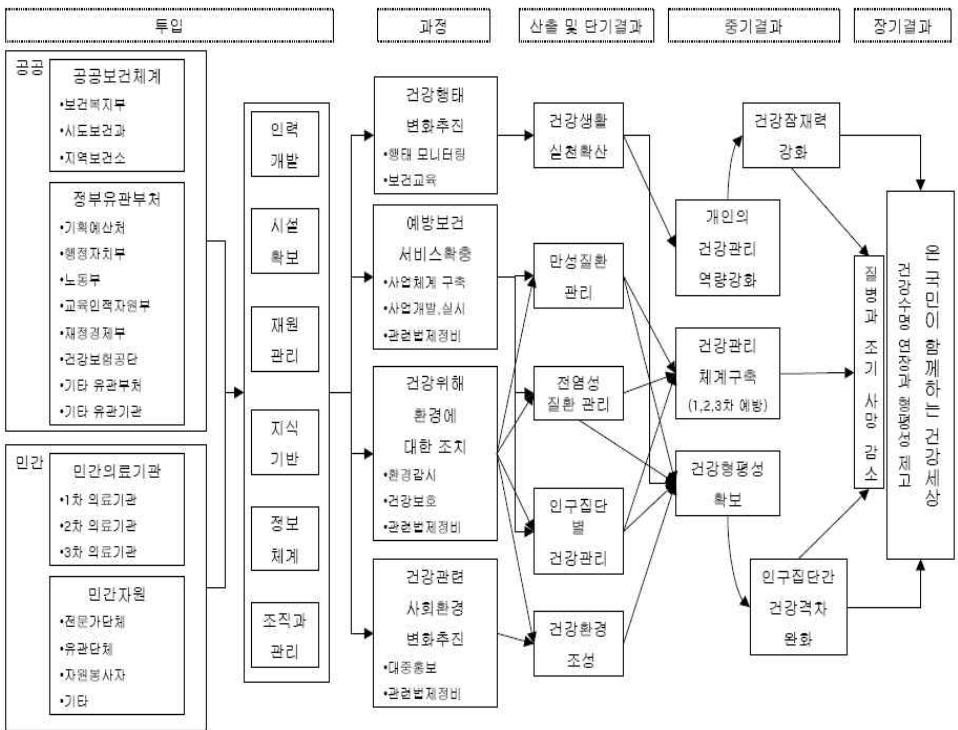 투입
과정
산출 및 단기결과
중기결과
장기결과
공공
공공보건체계
•보건복지부
•시도보건과
•지역보건소
정부유관부처
•기획예산처
•행정자치부
•노동부
•교육인적자원부
•재정경제부
•건강보험공단
•기타 유관부처
•기타 유관기관
민간
민간의료기관
•1차 의료기관
•2차 의료기관
•3차 의료기관
민간자원
•전문가단체
•유관단체
•자원봉사자
•기타
인력
개발
시설
확보
재원
관리
지식
기반
정보
체계
조직과
관리
건강행태
변화추진
•행태 모니터링
•보건교육
예방보건
서비스확충
•사업체계 구축
•사업개발,실시
•관련법제정비
건강위해
환경에
대한 조치
•환경감시
•건강보호
•관련법제정비
건강관련
사회환경
변화추진
•대중홍보
•관련법제정비
건강생활
실천확산
만성질환
관리
전염성
질환 관리
인구집단
별
건강관리
건강환경
조성
건강잠재력
강화
개인의
건강관리
역량강화
건강관리
체계구축
(1,2,3차 예방)
건강형평성
확보
인구집단간
건강격차
완화
질병과 조기 사망 감소
온 국민이 함께하는 건강세상
건강수명 연장과 형평성 제고